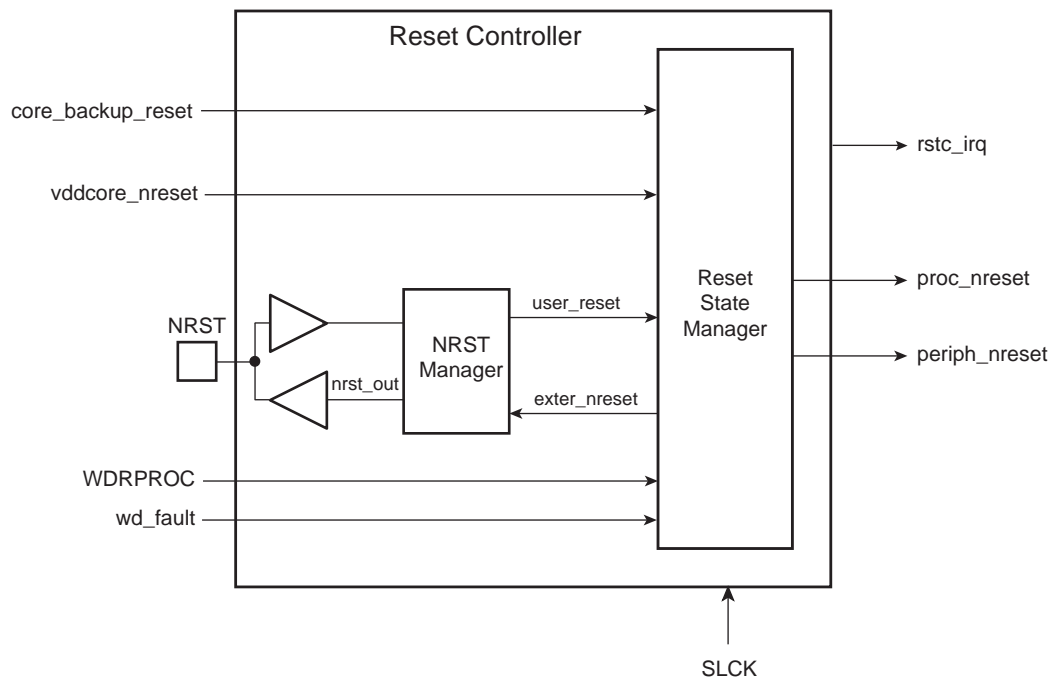 Reset Controller
core_backup_reset
rstc_irq
vddcore_nreset
Reset
State
Manager
proc_nreset
user_reset
NRST
NRST
Manager
periph_nreset
nrst_out
exter_nreset
WDRPROC
wd_fault
SLCK